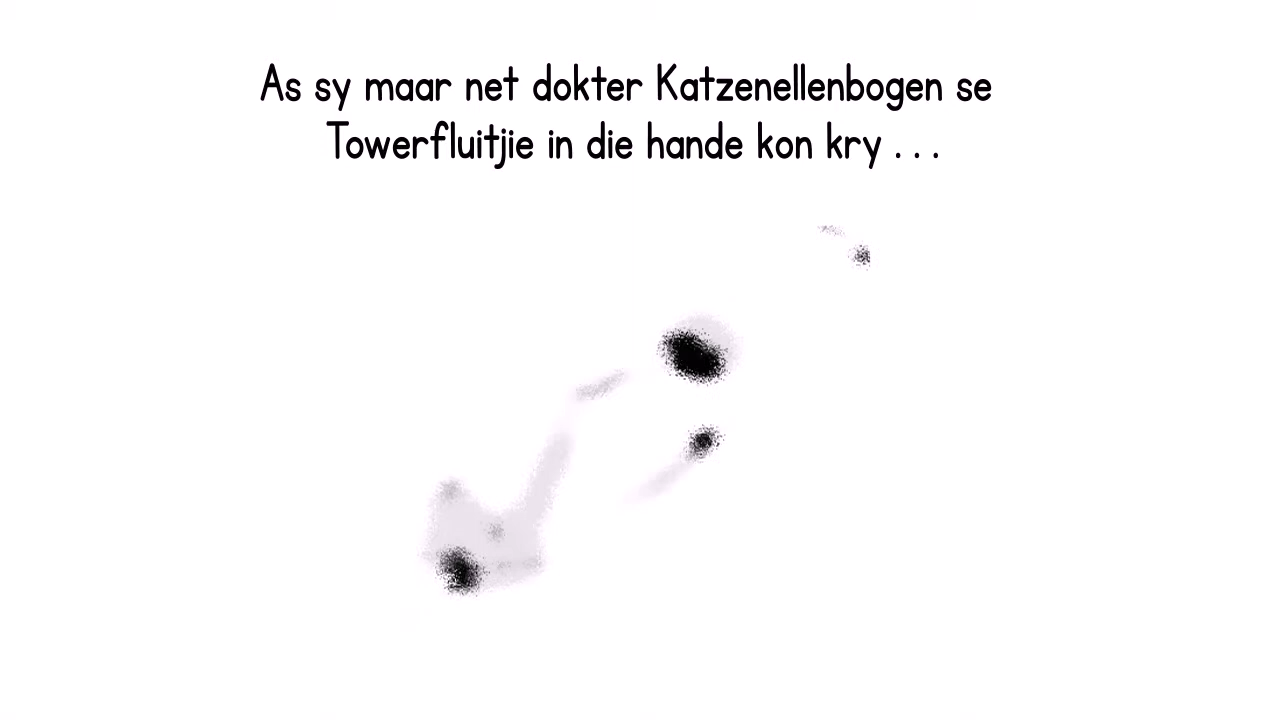 As sy maar net dokter Katzenellenbogen se
Towerfluitjie in die hande kon kry . . .